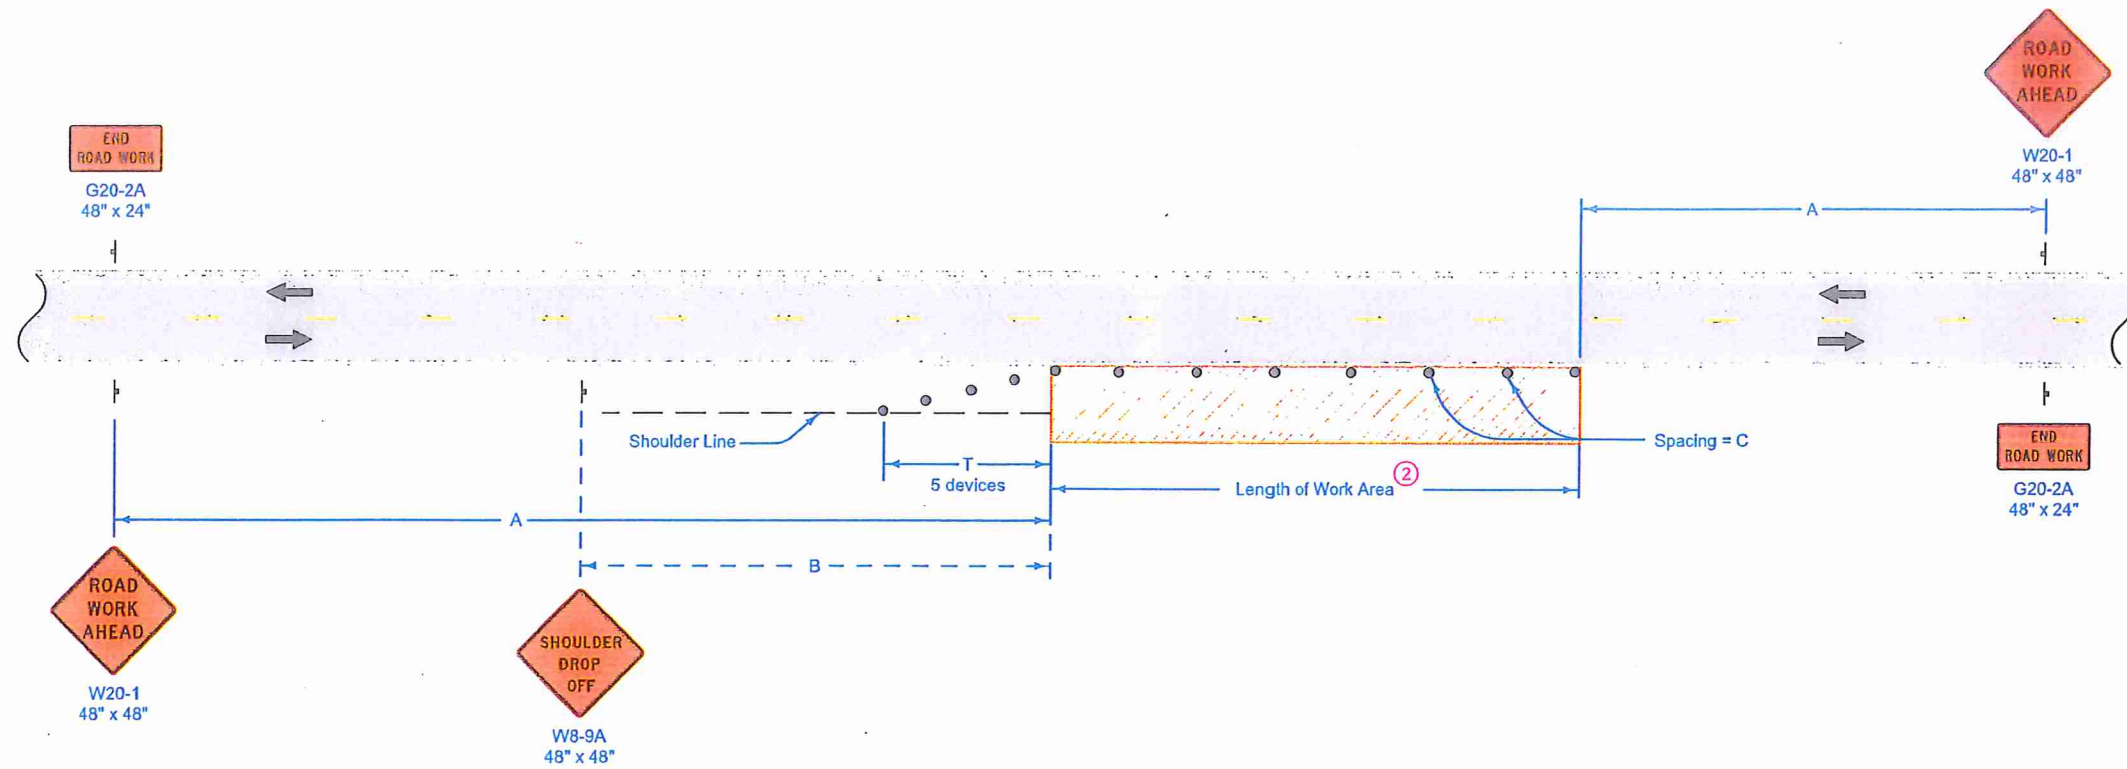 ROAD
WORK
AHEAD
W20-1
48" x 48"
END
ROAD WORK
G20-2A
48" x 24"
A
Shoulder Line
T
5 devices
Length of Work Area ②
Spacing = C
END
ROAD WORK
G20-2A
48" x 24"
A
B
ROAD
WORK
AHEAD
W20-1
48" x 48"
SHOULDER
DROP
OFF
W8-9A
48" x 48"